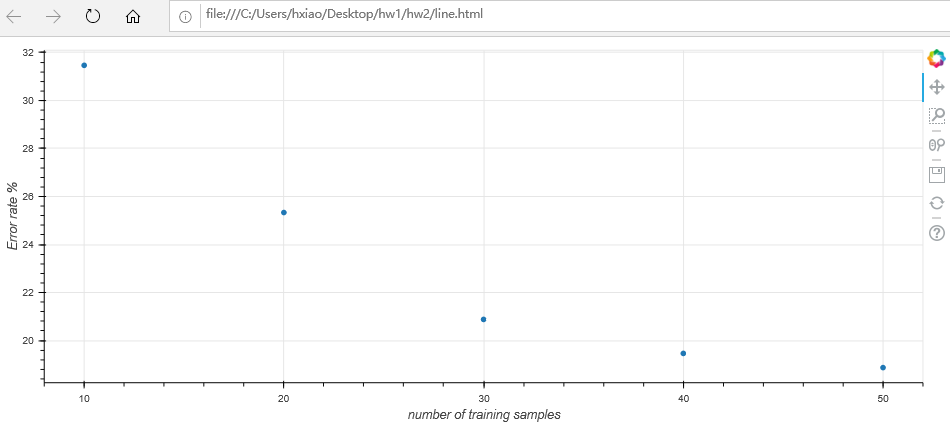 file:///C:/Users/hxiao/Desktop/hw1/hw2/line.html
32
30
28
26
24
22
20
Error rate %
10 20 30 40 50
number of training samples